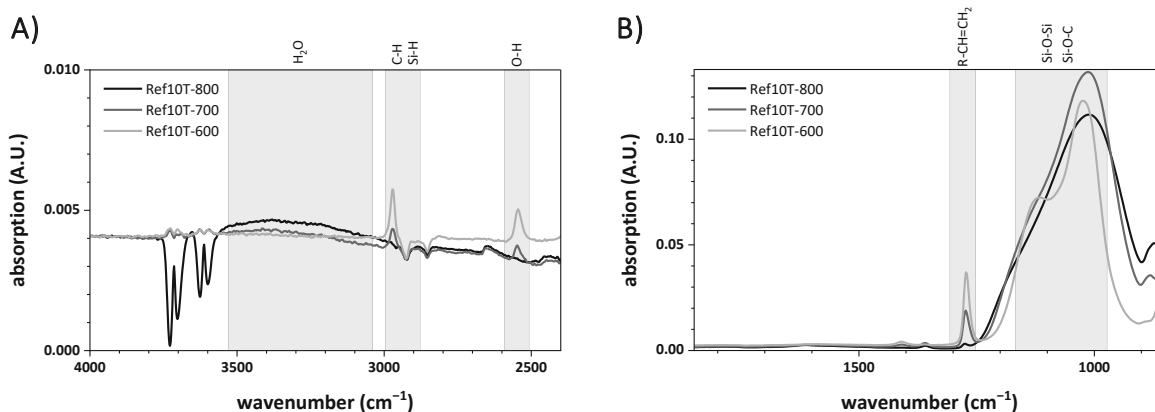 A)
H₂O
C-H
Si-H
O-H
0.010
0.005
0.000
absorption (A.U.)
Ref10T-800
Ref10T-700
Ref10T-600
4000
3500
3000
2500
wavenumber (cm⁻¹)
B)
R-CH=CH₂
Si-O-Si
Si-O-C
0.10
0.05
0.00
absorption (A.U.)
Ref10T-800
Ref10T-700
Ref10T-600
1500
1000
wavenumber (cm⁻¹)